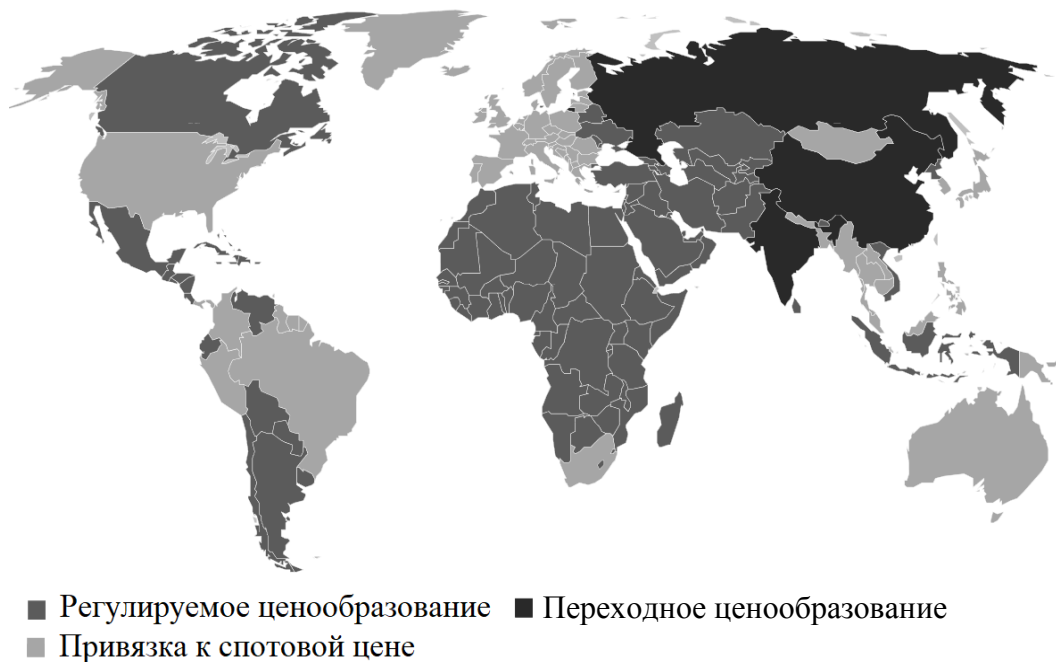 Регулируемое ценообразование Переходное ценообразование
Привязка к спотовой цене